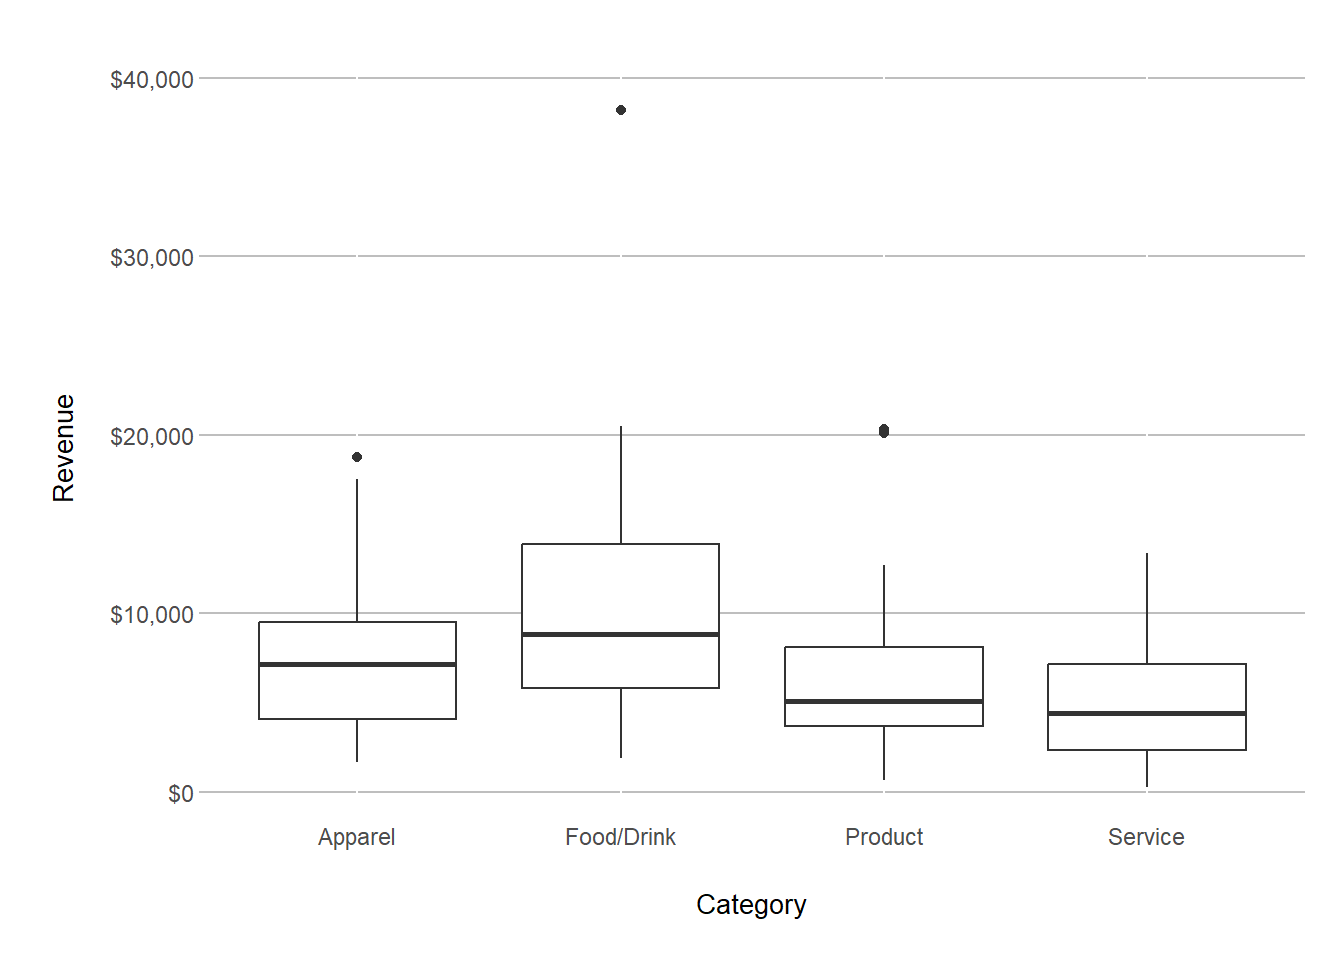 $40,000
$30,000
$20,000
$10,000
$0
Revenue
Apparel
Food/Drink
Product
Service
Category